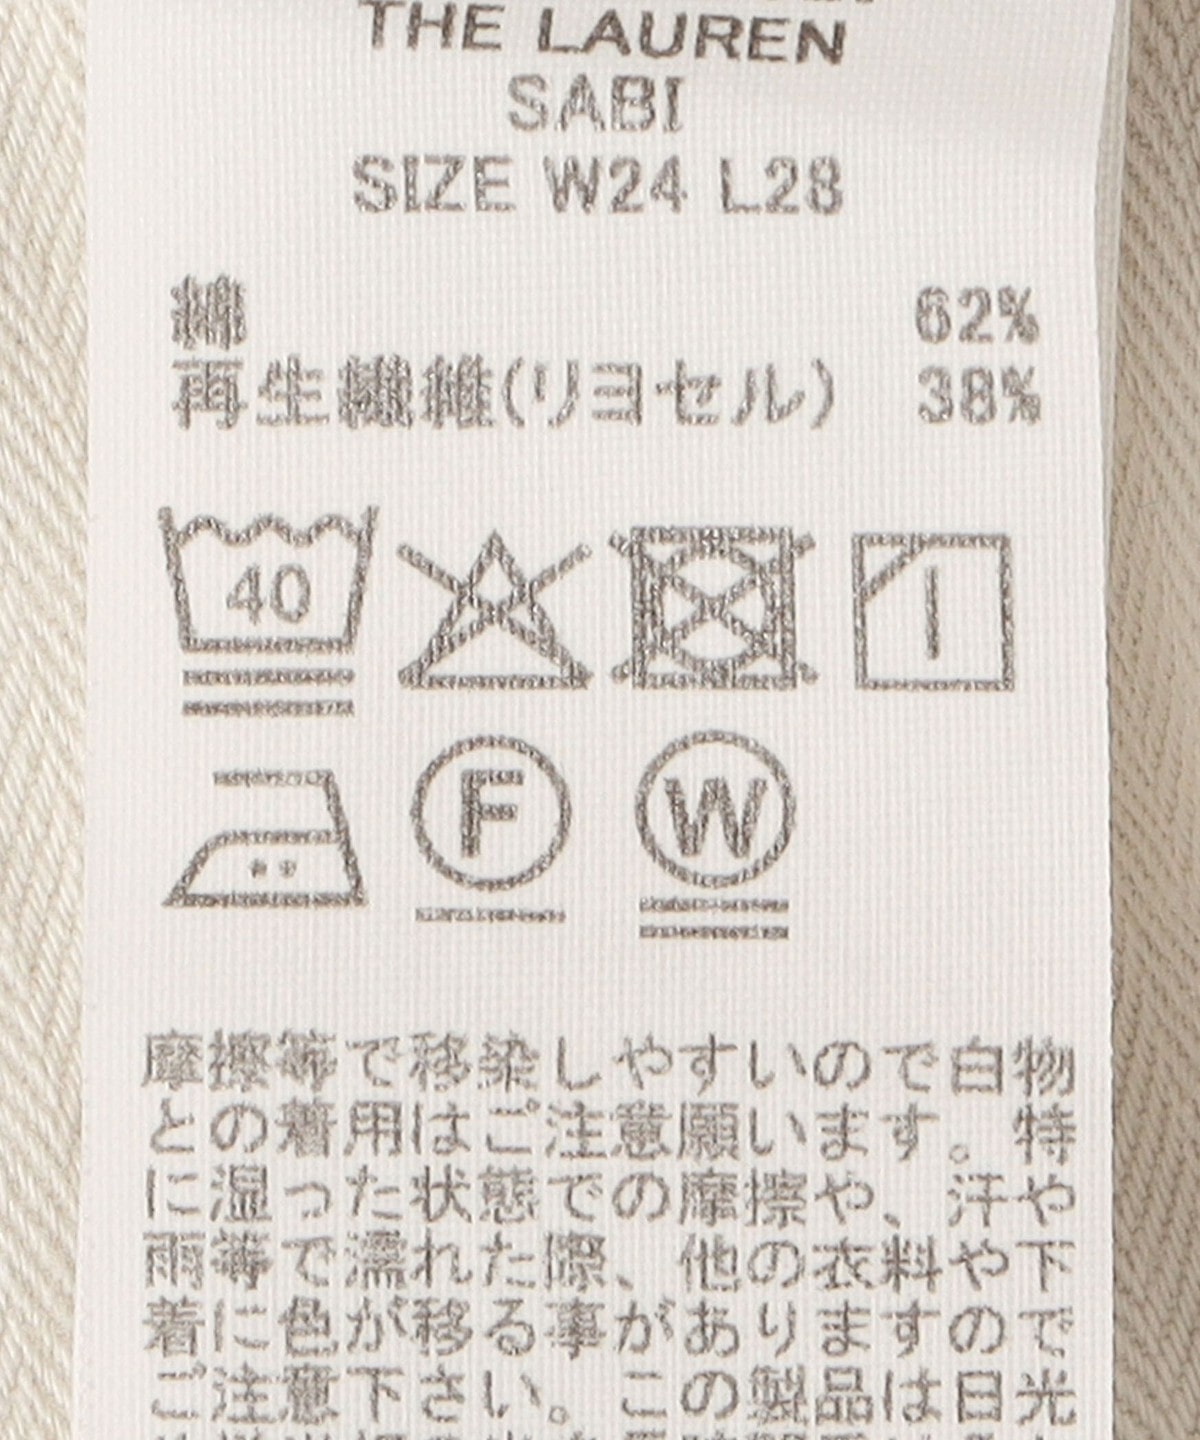 THE LAUREN
SABI
SIZE W24 L28
綿 62%
再生繊維(リヨセル) 38%
40
F
W
摩擦等で移染しやすいので白物
との着用はご注意願います。特
に湿った状態での摩擦や、汗や
雨等で濡れた際、他の衣料や下
着に色が移る事がありますので
ご注意下さい。この製品は日光